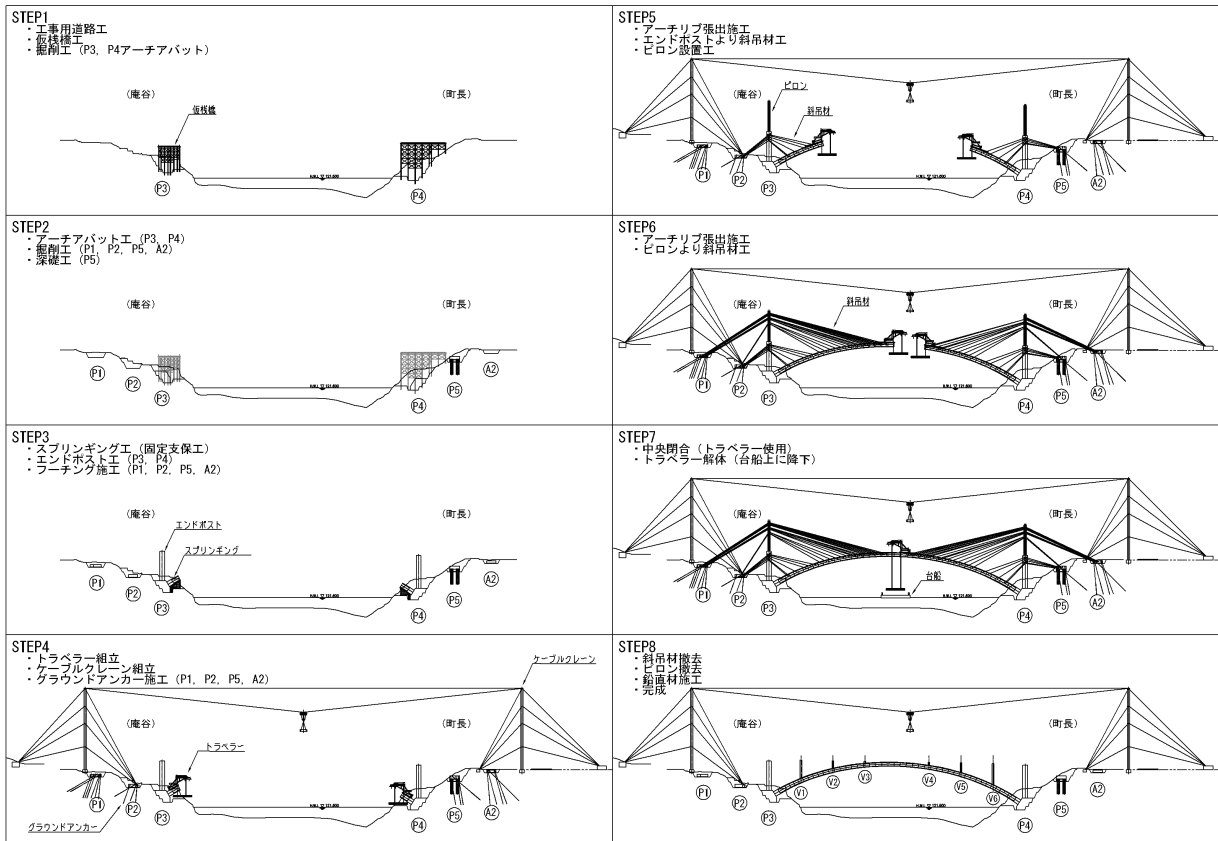 STEP1
・工事用道路工
・仮桟橋工
・掘削工（P3, P4アーチアバット）
（庵谷）
（町長）
仮桟橋
H.W.L ▽ 121.600
P3
P4
STEP2
・アーチアバット工（P3, P4）
・掘削工（P1, P2, P5, A2）
・深礎工（P5）
（庵谷）
（町長）
H.W.L ▽ 121.600
P1
P2
P3
P4
P5
A2
STEP3
・スプリンギング工（固定支保工）
・エンドポスト工（P3, P4）
・フーチング施工（P1, P2, P5, A2）
（庵谷）
（町長）
エンドポスト
スプリンギング
H.W.L ▽ 121.600
P1
P2
P3
P4
P5
A2
STEP4
・トラベラー組立
・ケーブルクレーン組立
・グラウンドアンカー施工（P1, P2, P5, A2）
ケーブルクレーン
（庵谷）
（町長）
トラベラー
H.W.L ▽ 121.600
P1
P2
P3
P4
P5
A2
グラウンドアンカー
STEP5
・アーチリブ張出施工
・エンドポストより斜吊材工
・ピロン設置工
（庵谷）
（町長）
ピロン
斜吊材
H.W.L ▽ 121.600
P1
P2
P3
P4
P5
A2
STEP6
・アーチリブ張出施工
・ピロンより斜吊材工
（庵谷）
（町長）
斜吊材
H.W.L ▽ 121.600
P1
P2
P3
P4
P5
A2
STEP7
・中央閉合（トラベラー使用）
・トラベラー解体（台船上に降下）
（庵谷）
（町長）
台船
H.W.L ▽ 121.600
P1
P2
P3
P4
P5
A2
STEP8
・斜吊材撤去
・ピロン撤去
・鉛直材施工
・完成
（庵谷）
（町長）
V1
V2
V3
V4
V5
V6
H.W.L ▽ 121.600
P1
P2
P3
P4
P5
A2